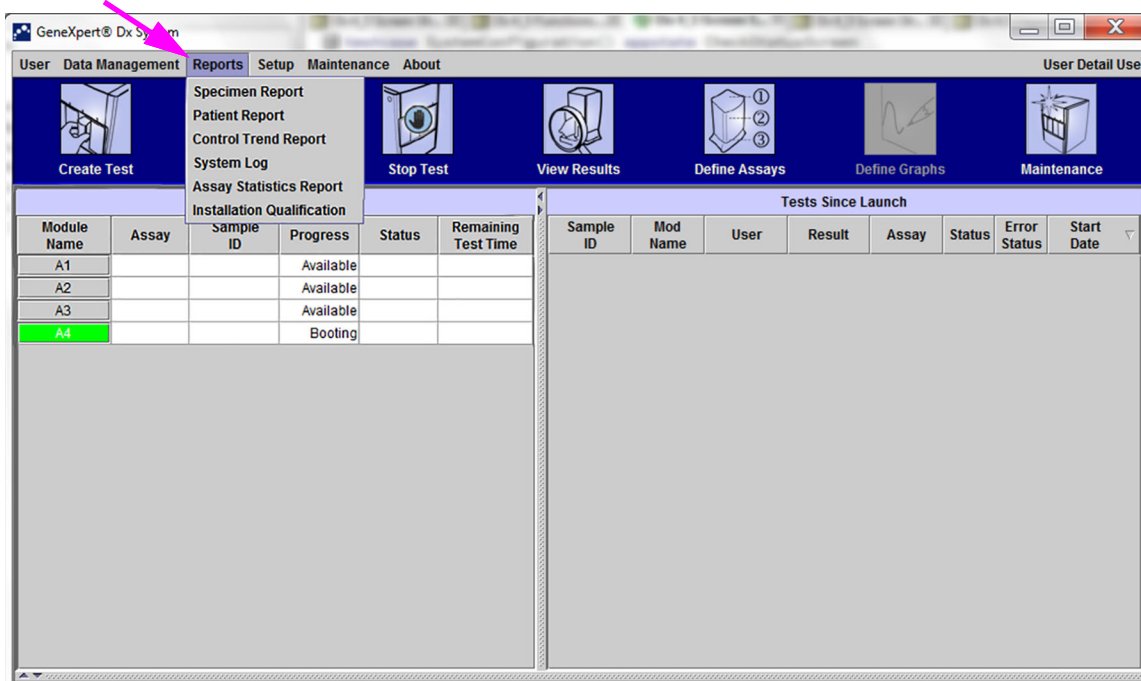 GeneXpert® Dx System
User Data Management Reports Setup Maintenance About User Detail Use
Specimen Report
Patient Report
Control Trend Report
System Log
Assay Statistics Report
Installation Qualification
Create Test Stop Test View Results Define Assays Define Graphs Maintenance
① ② ③
Tests Since Launch
Module Name Assay Sample ID Progress Status Remaining Test Time
Sample ID Mod Name User Result Assay Status Error Status Start Date
A1 Available
A2 Available
A3 Available
A4 Booting